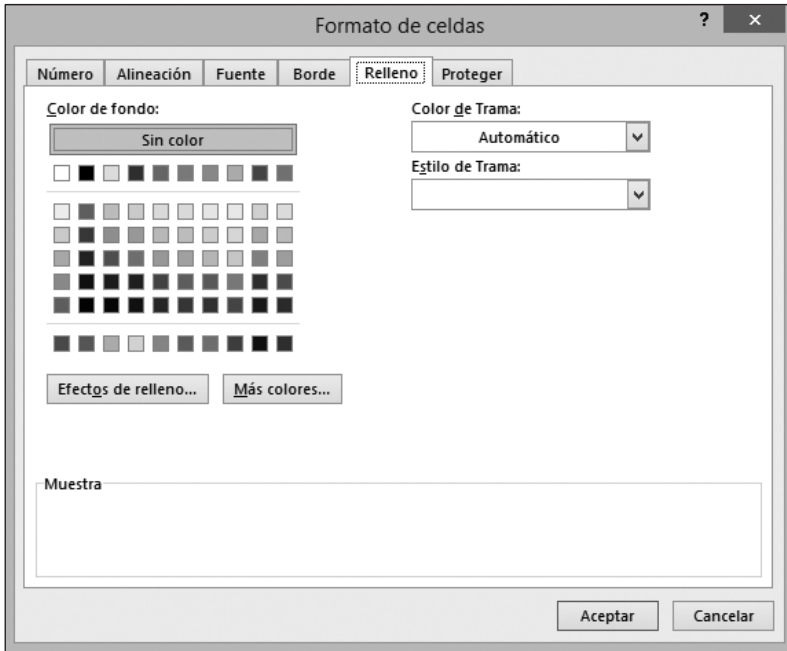 Formato de celdas
? ×
Número Alineación Fuente Borde Relleno Proteger
Color de fondo:
Sin color
Color de Trama:
Automático
Estilo de Trama:
Efectos de relleno...
Más colores...
Muestra
Aceptar
Cancelar